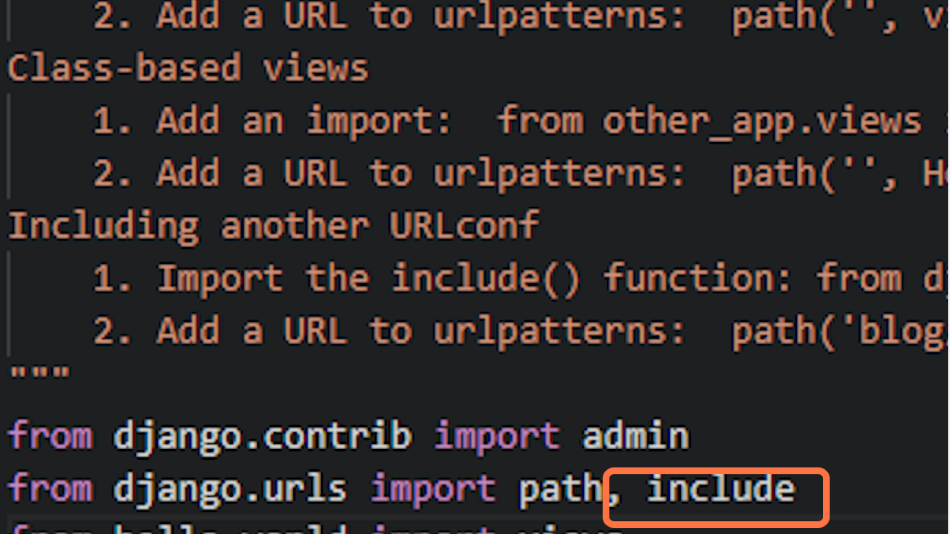 2. Add a URL to urlpatterns:  path('',
Class-based views
1. Add an import:  from other_app.views
2. Add a URL to urlpatterns:  path('',
Including another URLconf
1. Import the include() function: from
2. Add a URL to urlpatterns:  path('blog
"""
from django.contrib import admin
from django.urls import path, include